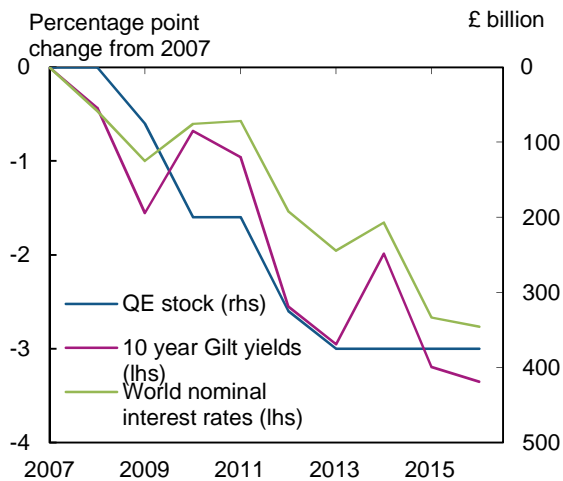 Percentage point
change from 2007
£ billion
0
-1
-2
-3
-4
0
100
200
300
400
500
QE stock (rhs)
10 year Gilt yields
(lhs)
World nominal
interest rates (lhs)
2007
2009
2011
2013
2015